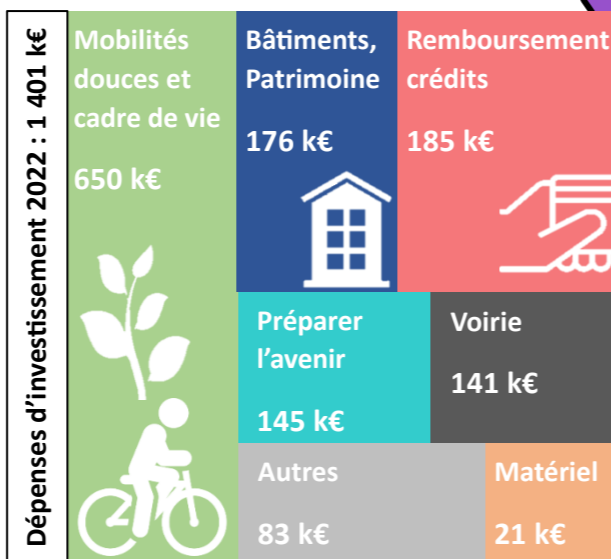 Dépenses d'investissement 2022 : 1 401 k€
Mobilités
douces et
cadre de vie
650 k€
Bâtiments,
Patrimoine
176 k€
Remboursement
crédits
185 k€
Préparer
l'avenir
145 k€
Voirie
141 k€
Autres
83 k€
Matériel
21 k€